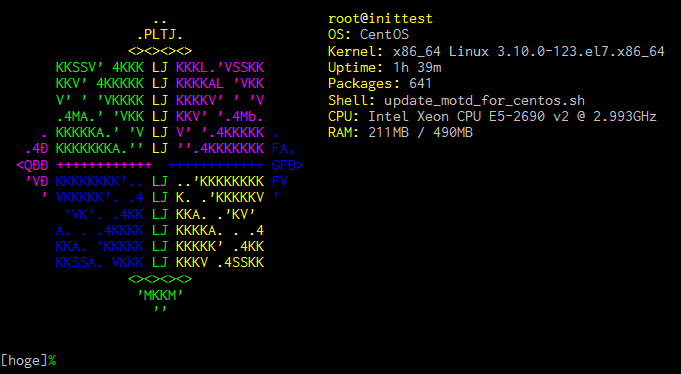 ..
.PLTJ.
<><><><>
KKSSV' 4KKK LJ KKKL.'VSSKK
KKV' 4KKKKK LJ KKKKAL 'VKK
V' ' 'VKKKK LJ KKKKV' ' 'V
.4MA.' 'VKK LJ KKV' '.4Mb.
. KKKKKA.' 'V LJ V' '.4KKKKK .
.4Đ KKKKKKKA.'' LJ ''.4KKKKKKK FA.
<QĐĐ ++++++++++++ ++++++++++++ GFĐ>
'VĐ KKKKKKKK'.. LJ ..'KKKKKKKK FV
' VKKKKK'. .4 LJ K. .'KKKKKV '
'VK'. .4KK LJ KKA. .'KV'
A. . .4KKKK LJ KKKKA. . .4
KKA. 'KKKKK LJ KKKKK' .4KK
KKSSA. VKKK LJ KKKV .4SSKK
<><><><>
'MKKM'
''
root@inittest
OS: CentOS
Kernel: x86_64 Linux 3.10.0-123.el7.x86_64
Uptime: 1h 39m
Packages: 641
Shell: update_motd_for_centos.sh
CPU: Intel Xeon CPU E5-2690 v2 @ 2.993GHz
RAM: 211MB / 490MB
[hoge]%